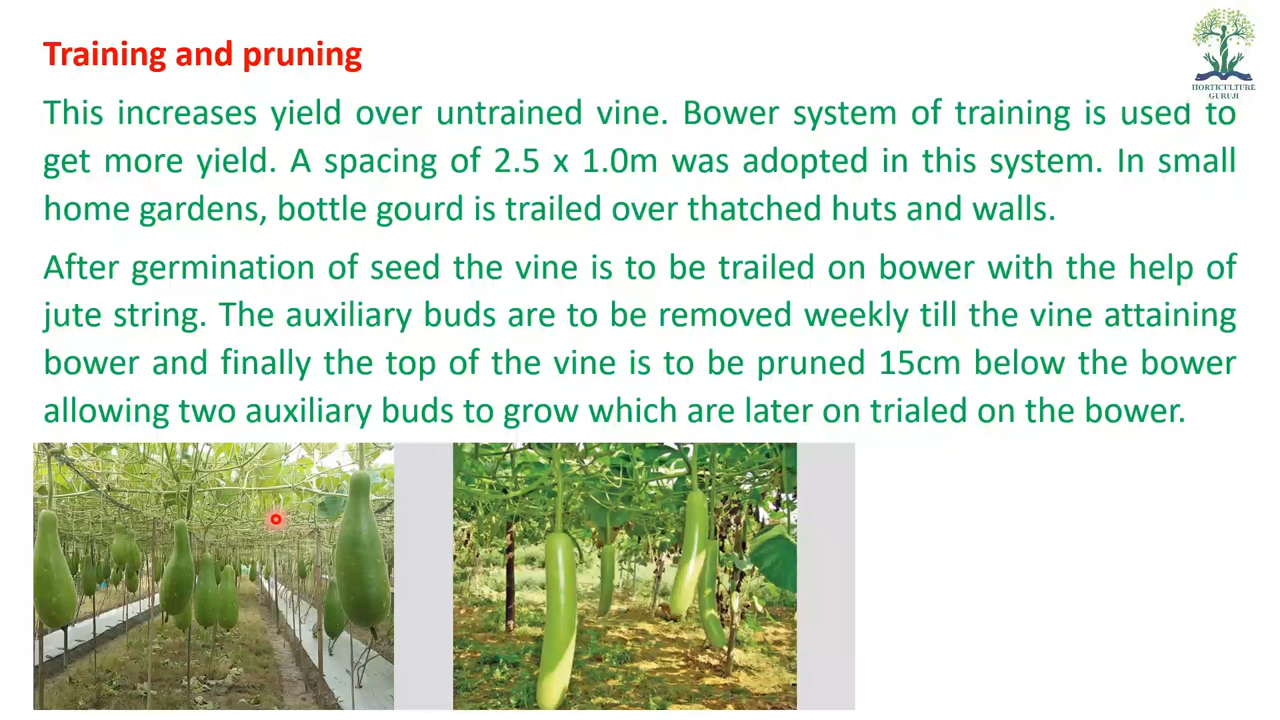 Training and pruning
HORTICULTURE
GURUJI
This increases yield over untrained vine. Bower system of training is used to
get more yield. A spacing of 2.5 x 1.0m was adopted in this system. In small
home gardens, bottle gourd is trailed over thatched huts and walls.
After germination of seed the vine is to be trailed on bower with the help of
jute string. The auxiliary buds are to be removed weekly till the vine attaining
bower and finally the top of the vine is to be pruned 15cm below the bower
allowing two auxiliary buds to grow which are later on trialed on the bower.